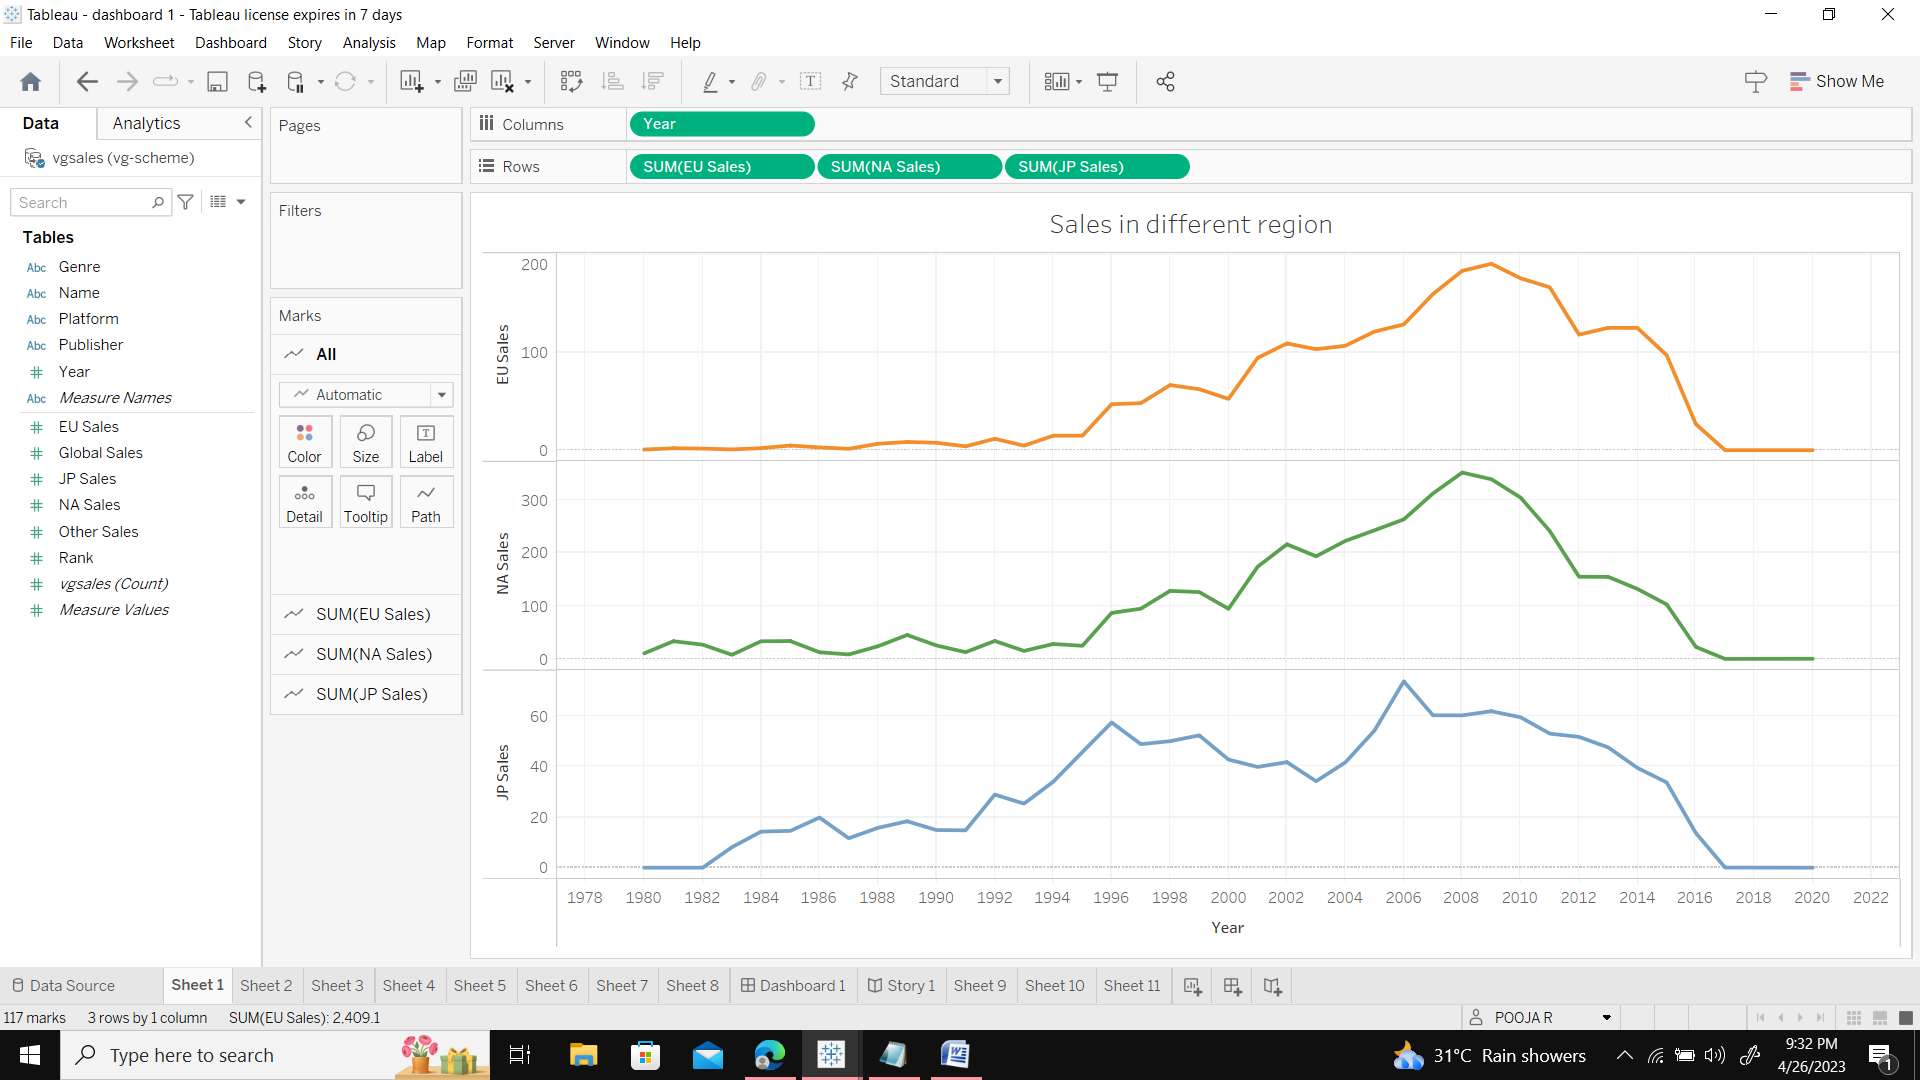 Tableau - dashboard 1 - Tableau license expires in 7 days
File Data Worksheet Dashboard Story Analysis Map Format Server Window Help
Standard
Show Me
Data Analytics
vgsales (vg-scheme)
Search
Tables
Abc Genre
Abc Name
Abc Platform
Abc Publisher
Year
Abc Measure Names
EU Sales
Global Sales
JP Sales
NA Sales
Other Sales
Rank
vgsales (Count)
Measure Values
Pages
Filters
Marks
All
Automatic
Color Size Label
T
Detail Tooltip Path
SUM(EU Sales)
SUM(NA Sales)
SUM(JP Sales)
Columns Year
Rows SUM(EU Sales) SUM(NA Sales) SUM(JP Sales)
Sales in different region
200
100
0
EU Sales
300
200
100
0
NA Sales
60
40
20
0
JP Sales
1978 1980 1982 1984 1986 1988 1990 1992 1994 1996 1998 2000 2002 2004 2006 2008 2010 2012 2014 2016 2018 2020 2022
Year
Data Source Sheet 1 Sheet 2 Sheet 3 Sheet 4 Sheet 5 Sheet 6 Sheet 7 Sheet 8 Dashboard 1 Story 1 Sheet 9 Sheet 10 Sheet 11
117 marks 3 rows by 1 column SUM(EU Sales): 2,409.1
POOJA R
Type here to search
31°C Rain showers
9:32 PM
4/26/2023
1